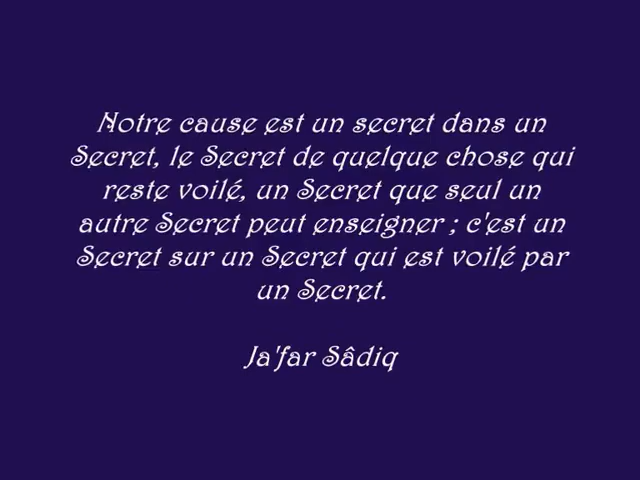 Notre cause est un secret dans un
Secret, le Secret de quelque chose qui
reste voilé, un Secret que seul un
autre Secret peut enseigner ; c'est un
Secret sur un Secret qui est voilé par
un Secret.
Ja'far Sâdiq